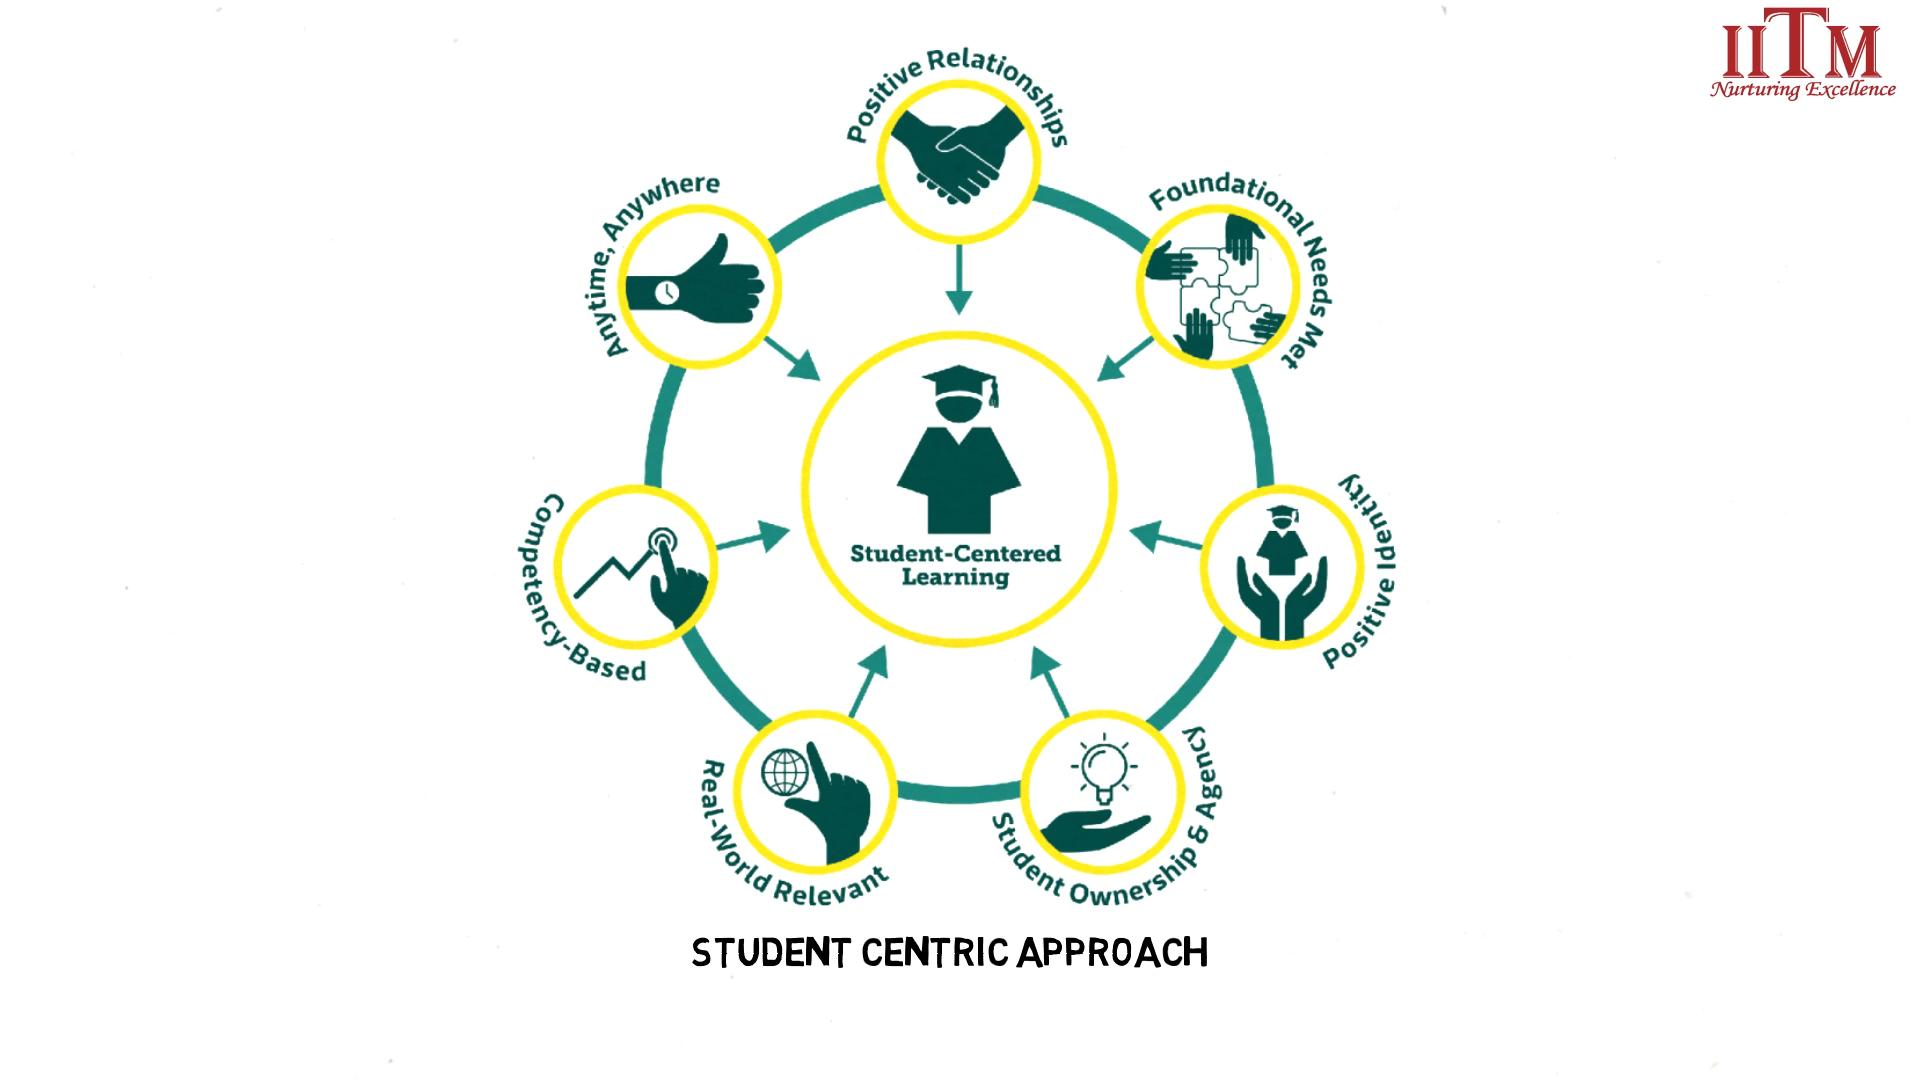 IITM
Nurturing Excellence
Positive Relationships
Foundational Needs Met
Positive Identity
Student Ownership & Agency
Real-World Relevant
Competency-Based
Anytime, Anywhere
Student-Centered
Learning
STUDENT CENTRIC APPROACH